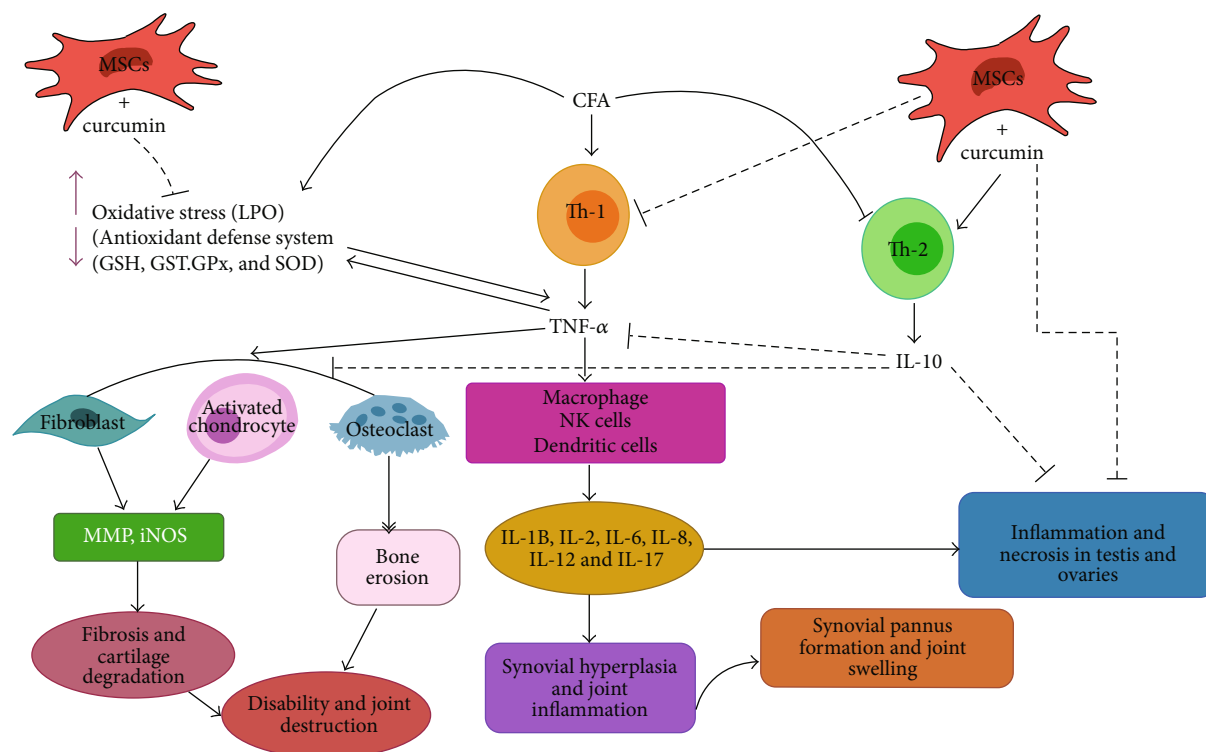 MSCs
+
curcumin
CFA
MSCs
+
curcumin
Oxidative stress (LPO)
(Antioxidant defense system
(GSH, GST.GPx, and SOD)
Th-1
Th-2
TNF-α
IL-10
Fibroblast
Activated
chondrocyte
Osteoclast
Macrophage
NK cells
Dendritic cells
MMP, iNOS
Bone
erosion
IL-1B, IL-2, IL-6, IL-8,
IL-12 and IL-17
Inflammation and
necrosis in testis and
ovaries
Fibrosis and
cartilage
degradation
Disability and joint
destruction
Synovial hyperplasia
and joint
inflammation
Synovial pannus
formation and joint
swelling